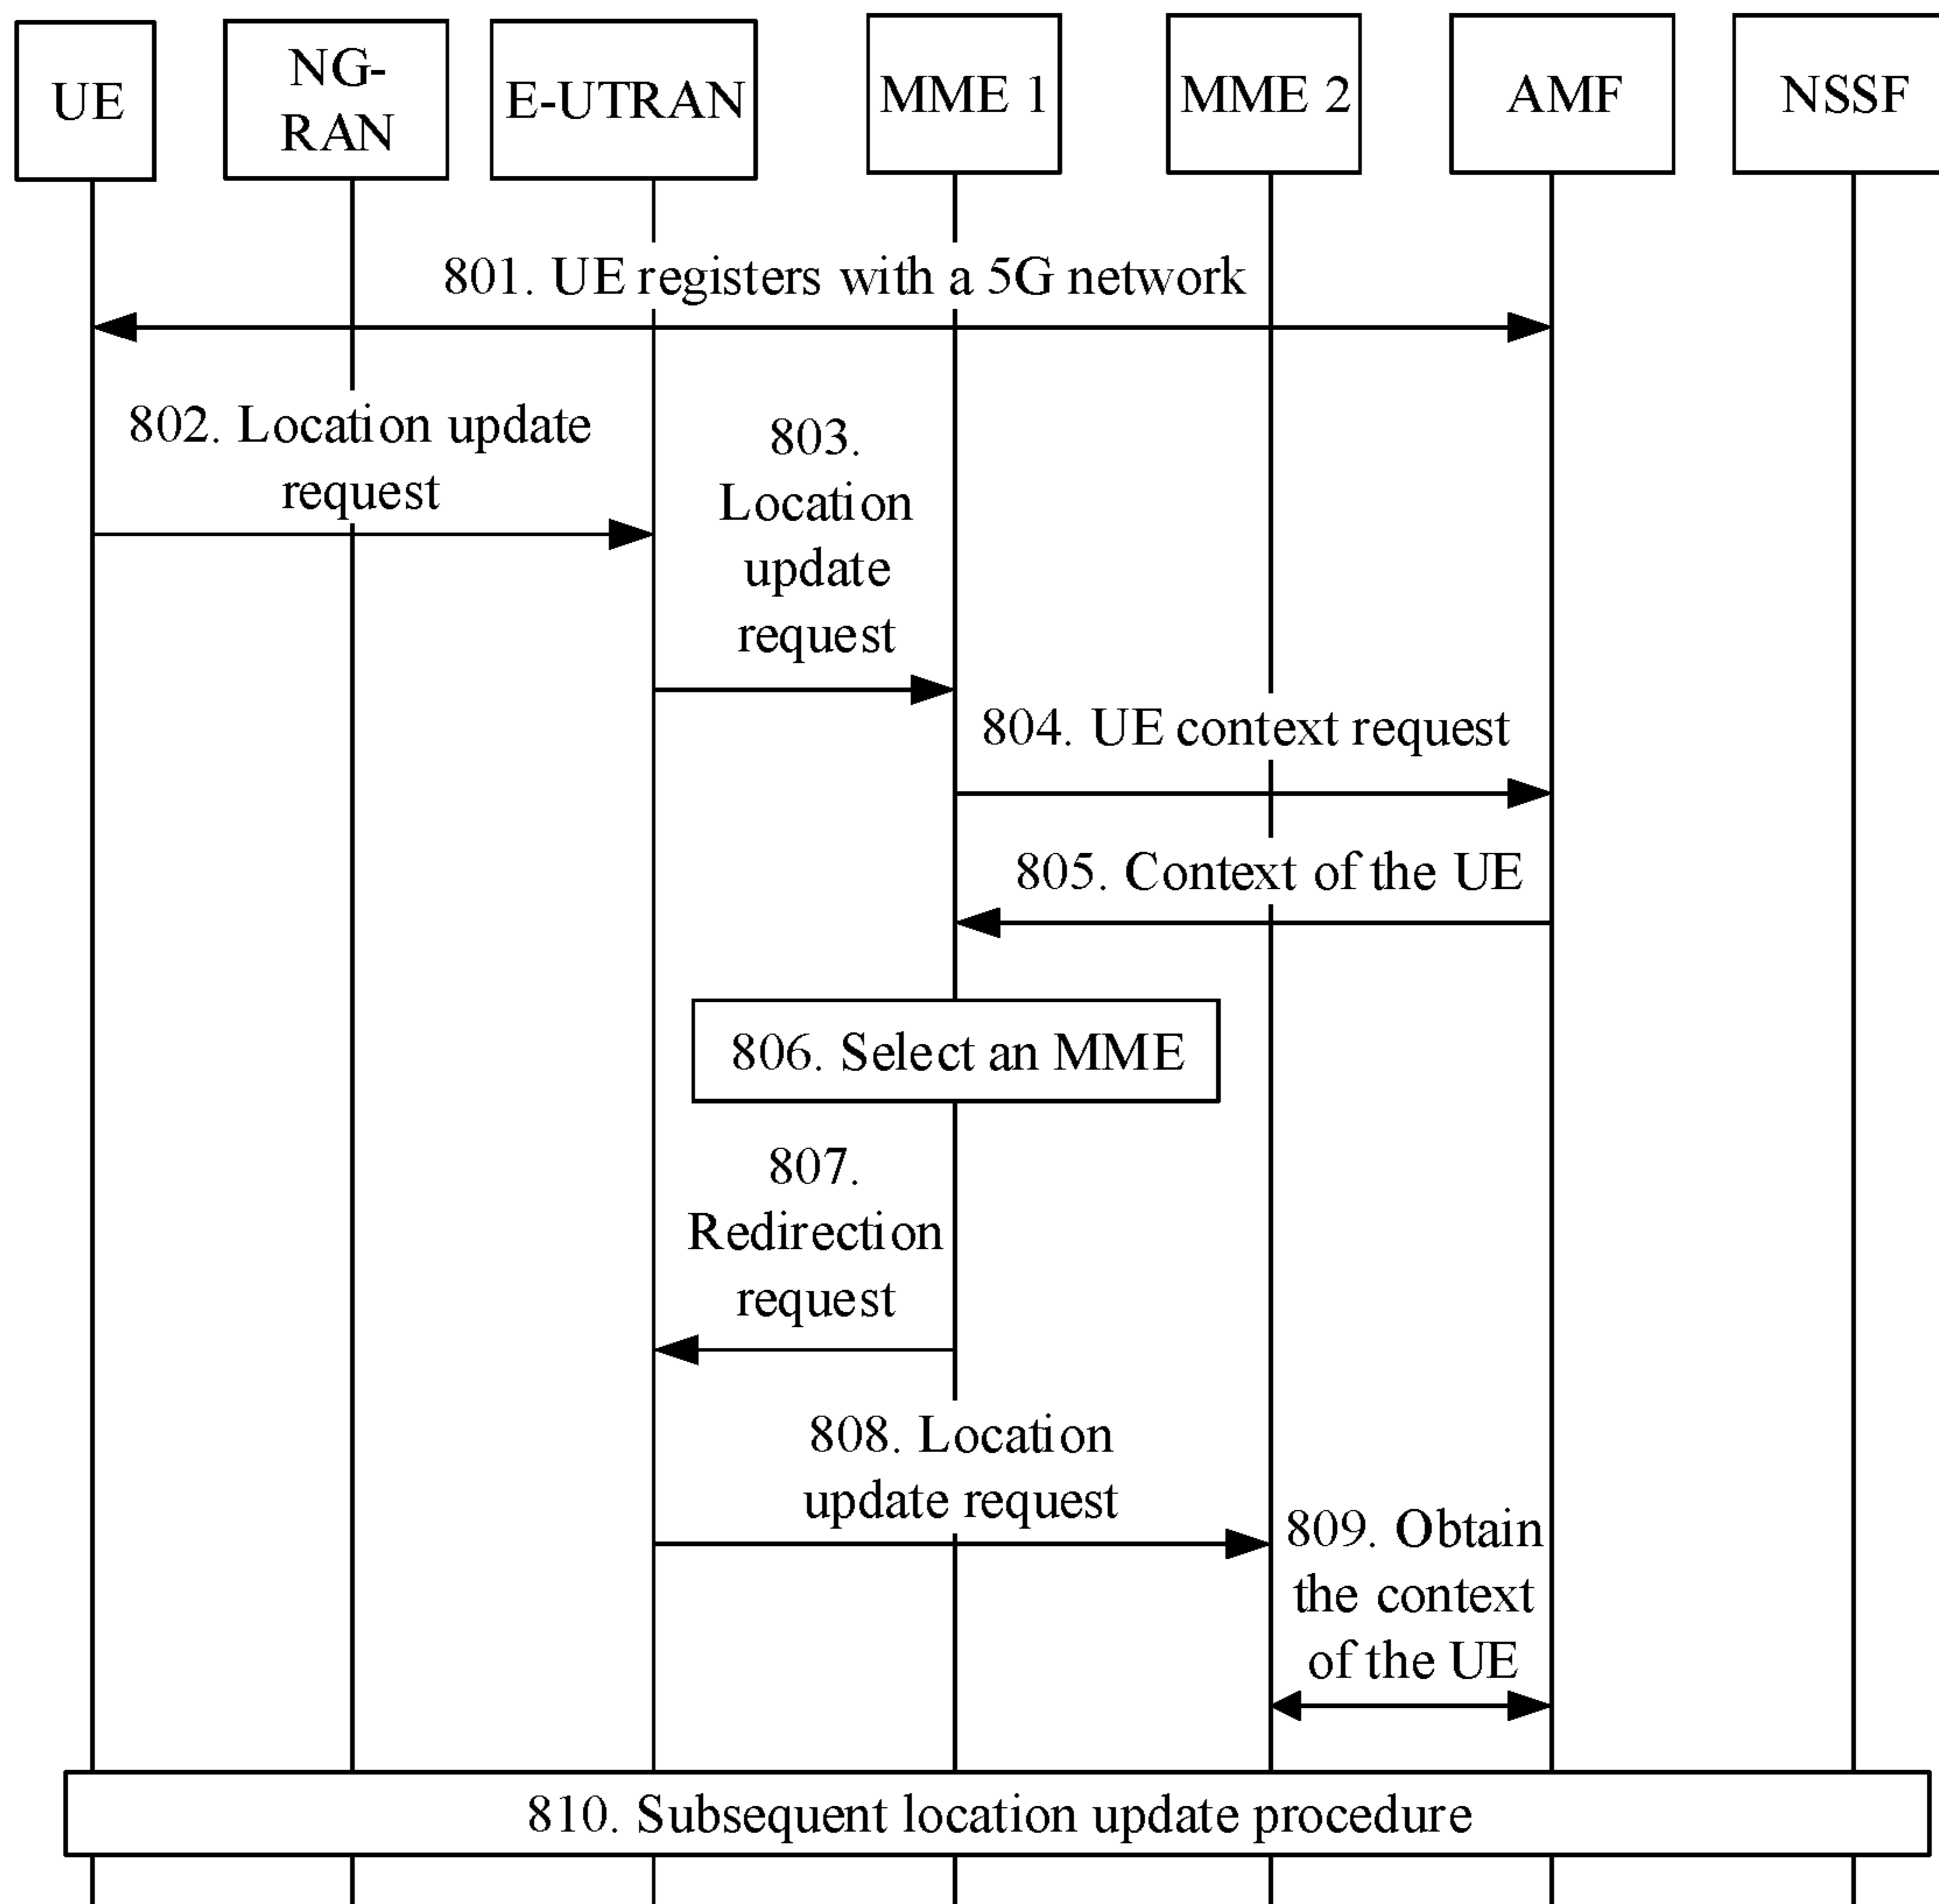 UE
NG-
RAN
E-UTRAN
MME 1
MME 2
AMF
NSSF
801. UE registers with a 5G network
802. Location update
request
803.
Location
update
request
804. UE context request
805. Context of the UE
806. Select an MME
807.
Redirection
request
808. Location
update request
809. Obtain
the context
of the UE
810. Subsequent location update procedure